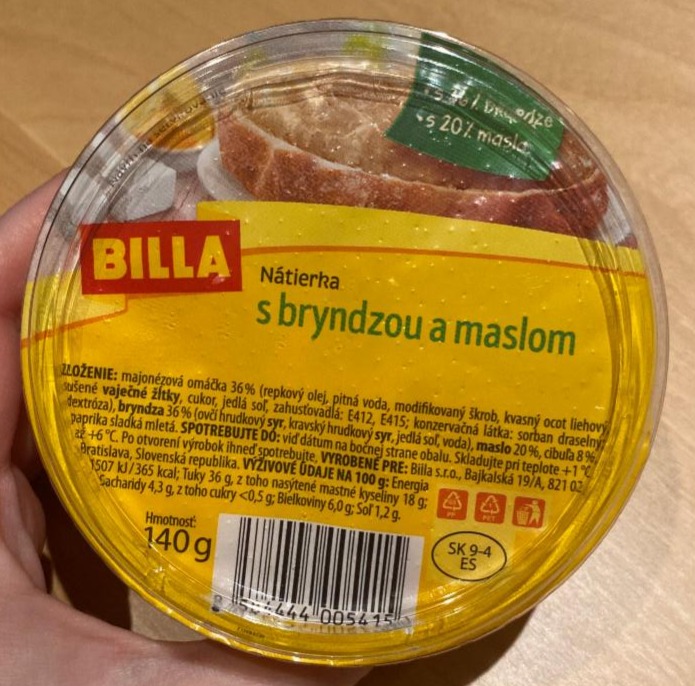 s 20% masla
BILLA
Nátierka
s bryndzou a maslom
ZLOŽENIE: majonézová omáčka 36% (repkový olej, pitná voda, modifikovaný škrob, kvasný ocot liehový,
sušené vaječné žĺtky, cukor, jedlá soľ, zahusťovadlá: E412, E415; konzervačná látka: sorban draselný,
dextróza), bryndza 36% (ovčí hrudkový syr, kravský hrudkový syr, jedlá soľ, voda), maslo 20%, cibuľa 8%,
paprika sladká mletá. SPOTREBUJTE DO: viď dátum na bočnej strane obalu. Skladujte pri teplote +1 °C
až +6 °C. Po otvorení výrobok ihneď spotrebujte. VYROBENÉ PRE: Billa s.r.o., Bajkalská 19/A, 821 02
Bratislava, Slovenská republika. VÝŽIVOVÉ ÚDAJE NA 100 g: Energia
1507 kJ/365 kcal; Tuky 36 g, z toho nasýtené mastné kyseliny 18 g;
Sacharidy 4,3 g, z toho cukry <0,5 g; Bielkoviny 6,0 g; Soľ 1,2 g.
PP
PET
Hmotnosť:
140 g
SK 9-4
ES
005415